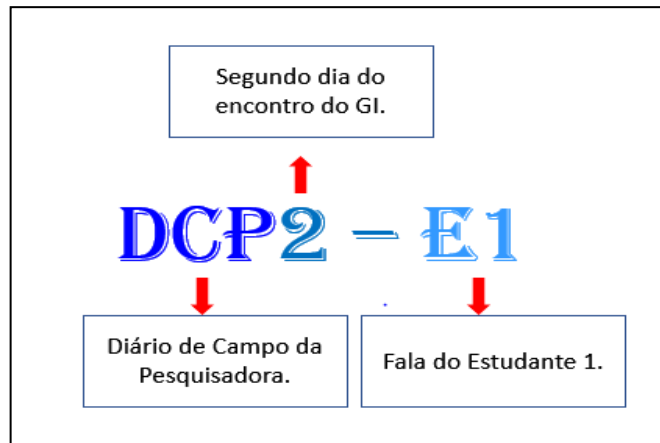 Segundo dia do
encontro do GI.
DCP2 – E1
Diário de Campo da
Pesquisadora.
Fala do Estudante 1.